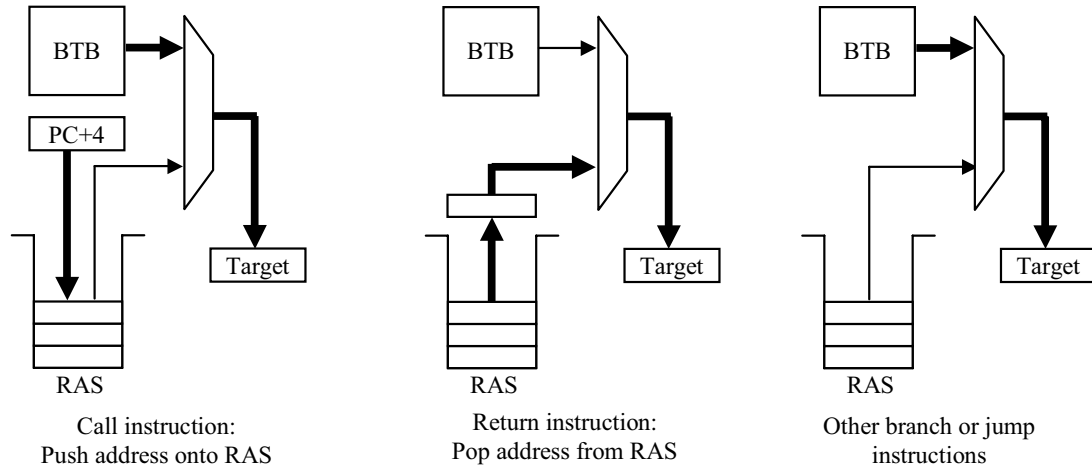 BTB
PC+4
Target
RAS
Call instruction:
Push address onto RAS
BTB
Target
RAS
Return instruction:
Pop address from RAS
BTB
Target
RAS
Other branch or jump
instructions